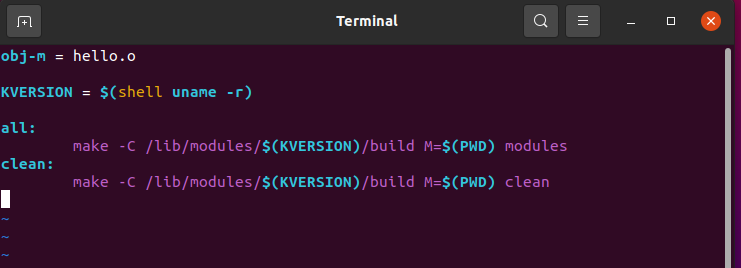 Terminal
obj-m = hello.o
KVERSION = $(shell uname -r)
all:
        make -C /lib/modules/$(KVERSION)/build M=$(PWD) modules
clean:
        make -C /lib/modules/$(KVERSION)/build M=$(PWD) clean
~
~
~